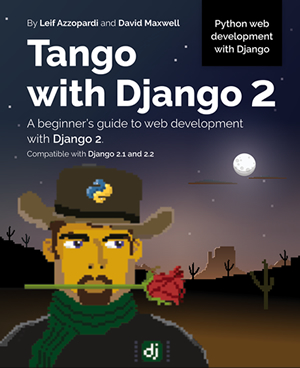 By Leif Azzopardi and David Maxwell
Python web
development
with Django
Tango
with Django 2
A beginner's guide to web development
with Django 2.
Compatible with Django 2.1 and 2.2
dj